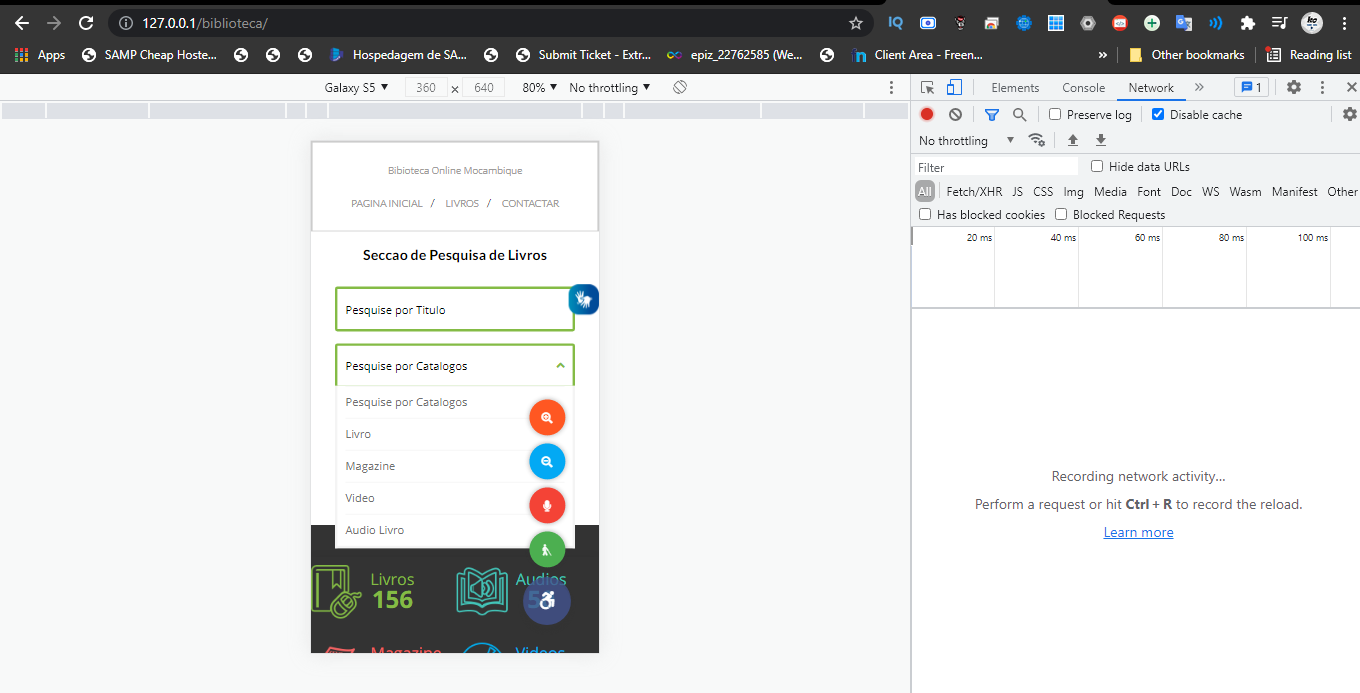 127.0.0.1/biblioteca/
Apps SAMP Cheap Hoste... Hospedagem de SA... Submit Ticket - Extr... epiz_22762585 (We... Client Area - Freen... » Other bookmarks Reading list
Galaxy S5 ▼ 360 × 640 80% ▼ No throttling ▼
Elements Console Network » 1
Preserve log Disable cache
No throttling ▼
Filter Hide data URLs
All Fetch/XHR JS CSS Img Media Font Doc WS Wasm Manifest Other
Has blocked cookies Blocked Requests
20 ms 40 ms 60 ms 80 ms 100 ms
Recording network activity...
Perform a request or hit Ctrl + R to record the reload.
Learn more
Bibioteca Online Mocambique
PAGINA INICIAL / LIVROS / CONTACTAR
Seccao de Pesquisa de Livros
Pesquise por Titulo
Pesquise por Catalogos
Pesquise por Catalogos
Livro
Magazine
Video
Audio Livro
Livros Audios
156 5
Magazine Videos